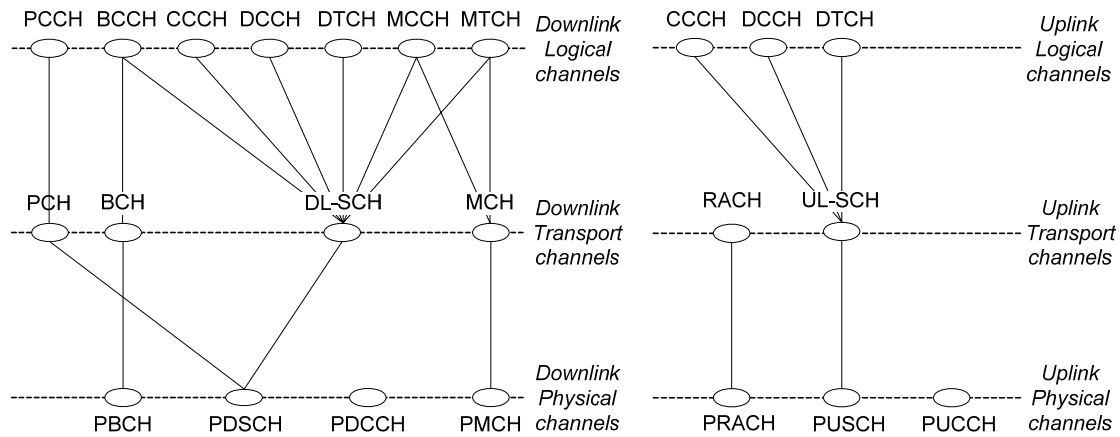 PCCH BCCH CCCH DCCH DTCH MCCH MTCH
Downlink
Logical
channels
CCCH DCCH DTCH
Uplink
Logical
channels
PCH BCH DL-SCH MCH
Downlink
Transport
channels
RACH UL-SCH
Uplink
Transport
channels
PBCH PDSCH PDCCH PMCH
Downlink
Physical
channels
PRACH PUSCH PUCCH
Uplink
Physical
channels